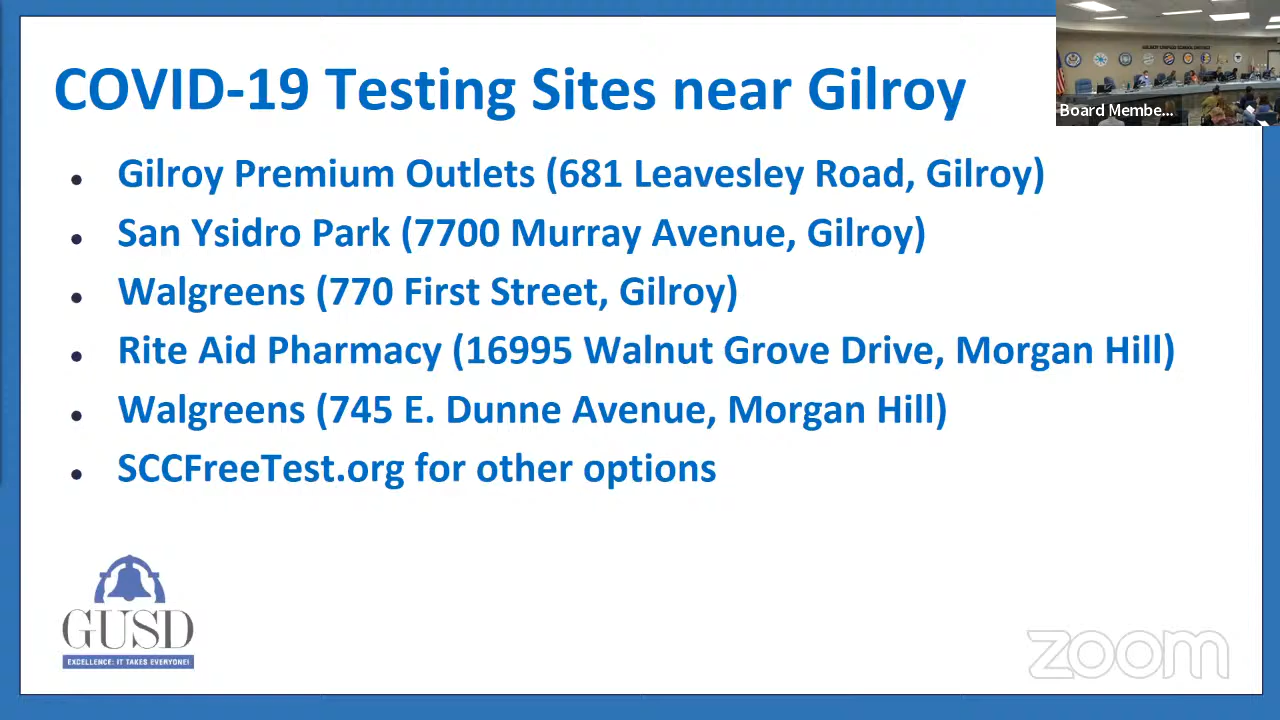 COVID-19 Testing Sites near Gilroy
Board Membe...
• Gilroy Premium Outlets (681 Leavesley Road, Gilroy)
• San Ysidro Park (7700 Murray Avenue, Gilroy)
• Walgreens (770 First Street, Gilroy)
• Rite Aid Pharmacy (16995 Walnut Grove Drive, Morgan Hill)
• Walgreens (745 E. Dunne Avenue, Morgan Hill)
• SCCFreeTest.org for other options
GUSD
EXCELLENCE: IT TAKES EVERYONE!
zoom